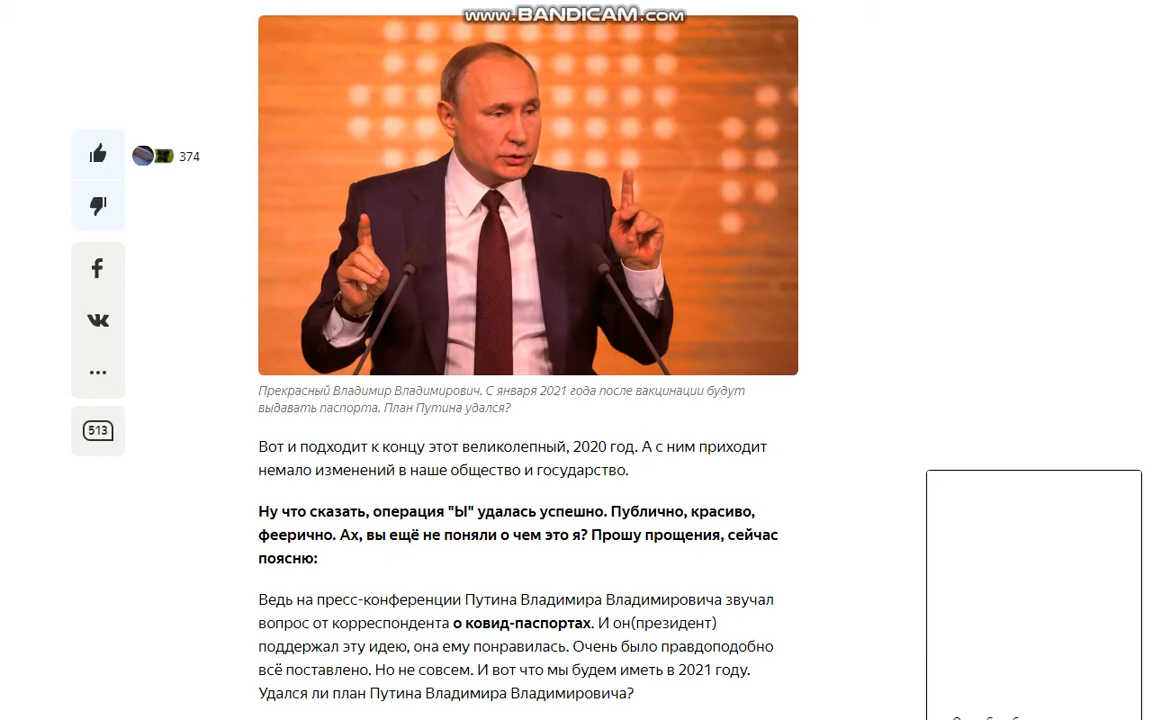 www.BANDICAM.com
374
513
Прекрасный Владимир Владимирович. С января 2021 года после вакцинации будут
выдавать паспорта. План Путина удался?
Вот и подходит к концу этот великолепный, 2020 год. А с ним приходит
немало изменений в наше общество и государство.
Ну что сказать, операция "Ы" удалась успешно. Публично, красиво,
феерично. Ах, вы ещё не поняли о чем это я? Прошу прощения, сейчас
поясню:
Ведь на пресс-конференции Путина Владимира Владимировича звучал
вопрос от корреспондента о ковид-паспортах. И он(президент)
поддержал эту идею, она ему понравилась. Очень было правдоподобно
всё поставлено. Но не совсем. И вот что мы будем иметь в 2021 году.
Удался ли план Путина Владимира Владимировича?